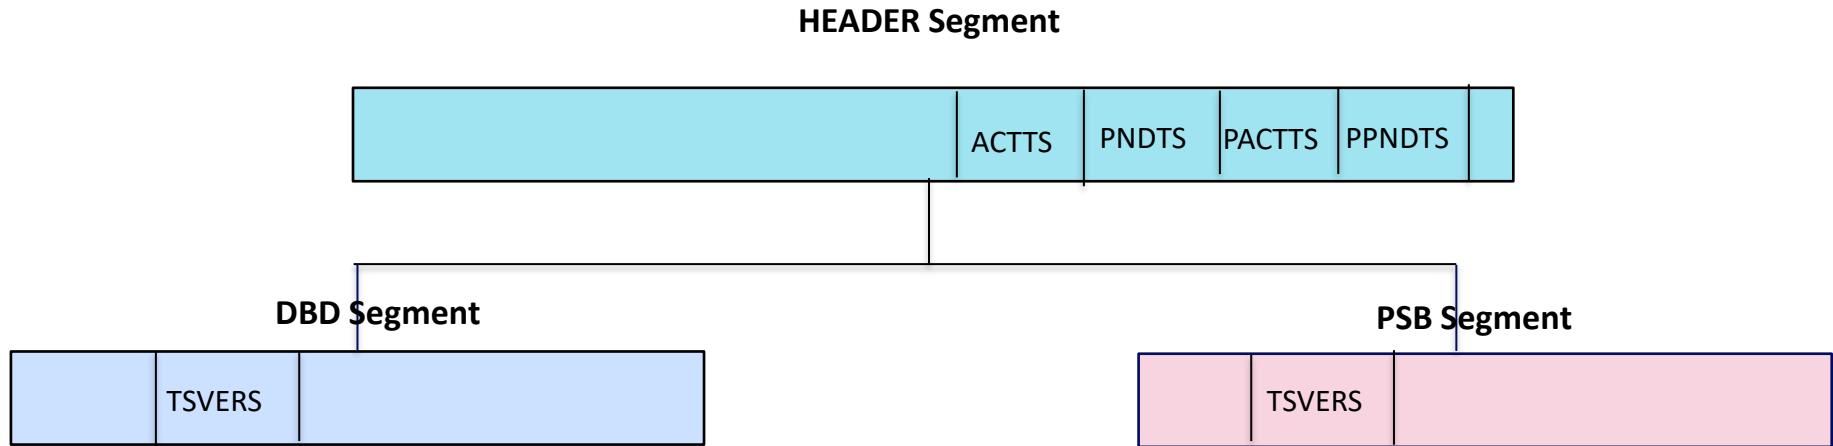 HEADER Segment
ACTTS PNDTS PACTTS PPNDTS
DBD Segment
PSB Segment
TSVERS
TSVERS